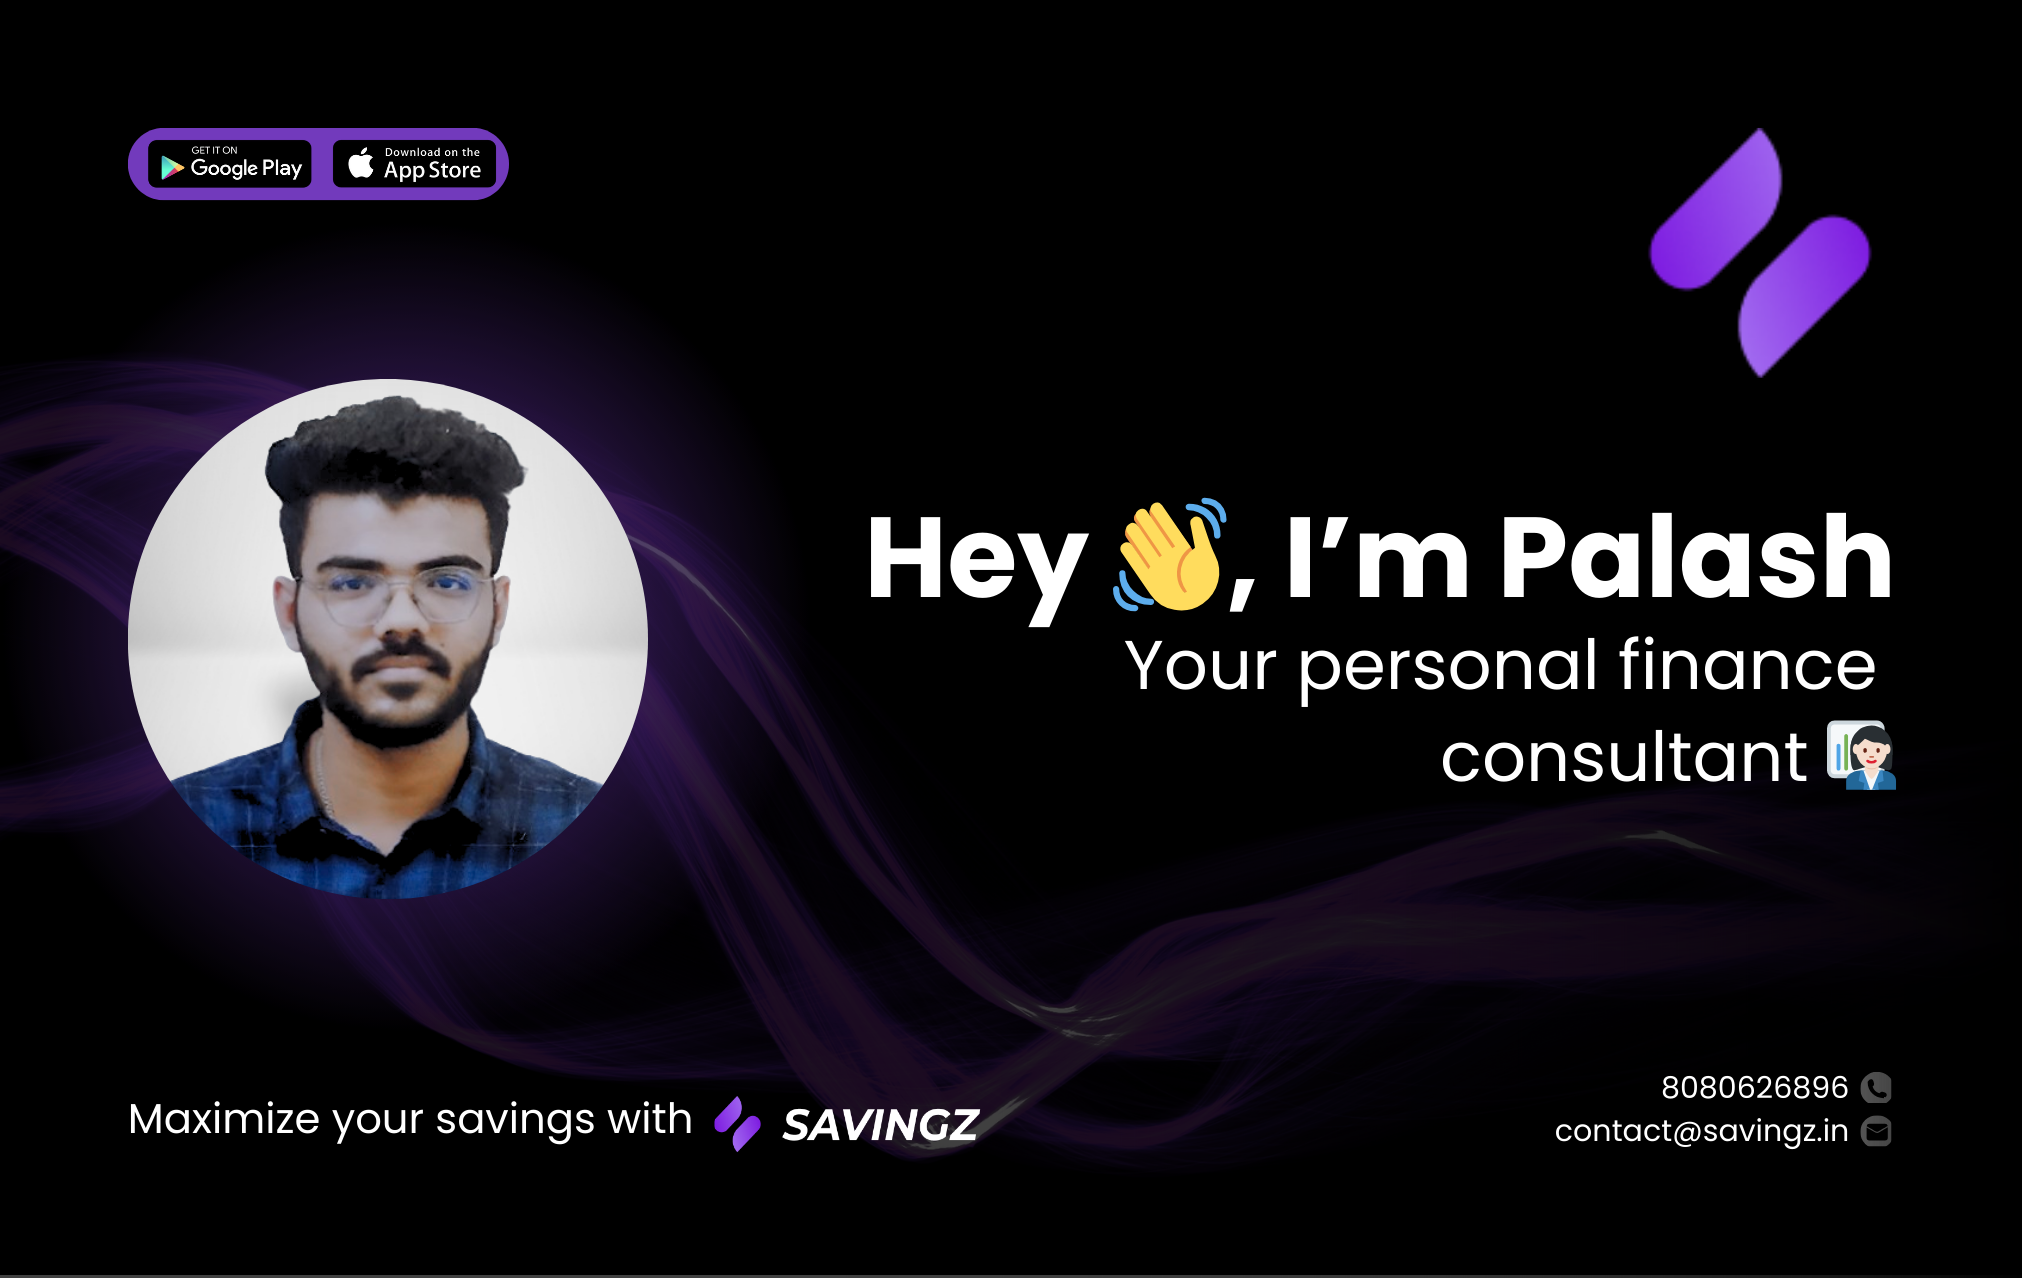 GET IT ON
Google Play
Download on the
App Store
Hey 👋, I’m Palash
Your personal finance
consultant
Maximize your savings with SAVINGZ
8080626896
contact@savingz.in